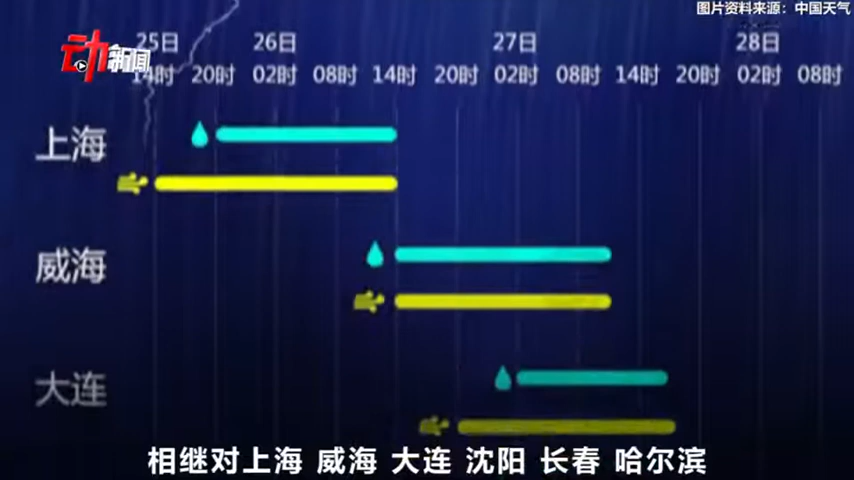 图片资料来源：中国天气
动新闻
25日 26日 27日 28日
14时 20时 02时 08时 14时 20时 02时 08时 14时 20时 02时 08时
上海
威海
大连
相继对上海 威海 大连 沈阳 长春 哈尔滨